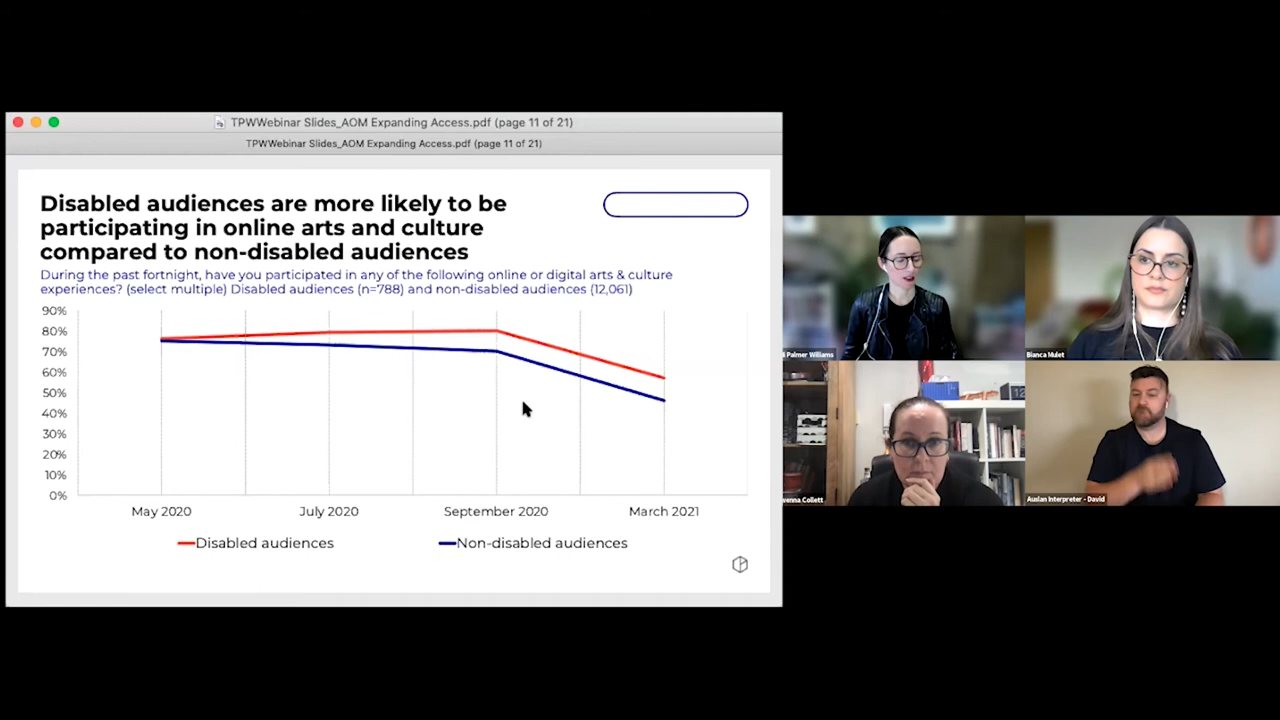 TPWWebinar Slides_AOM Expanding Access.pdf (page 11 of 21)
TPWWebinar Slides_AOM Expanding Access.pdf (page 11 of 21)
Disabled audiences are more likely to be
participating in online arts and culture
compared to non-disabled audiences
During the past fortnight, have you participated in any of the following online or digital arts & culture
experiences? (select multiple) Disabled audiences (n=788) and non-disabled audiences (12,061)
90%
80%
70%
60%
50%
40%
30%
20%
10%
0%
May 2020 July 2020 September 2020 March 2021
Disabled audiences Non-disabled audiences
Palmer Williams
Bianca Mulet
Collett
Auslan Interpreter - David